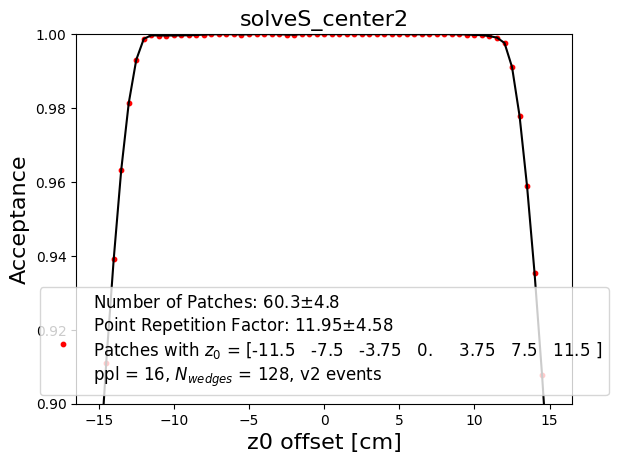 solveS_center2
Acceptance
1.00
0.98
0.96
0.94
0.92
0.90
Number of Patches: 60.3±4.8
Point Repetition Factor: 11.95±4.58
Patches with z₀ = [-11.5 -7.5 -3.75 0. 3.75 7.5 11.5 ]
ppl = 16, N_wedges = 128, v2 events
−15 −10 −5 0 5 10 15
z0 offset [cm]